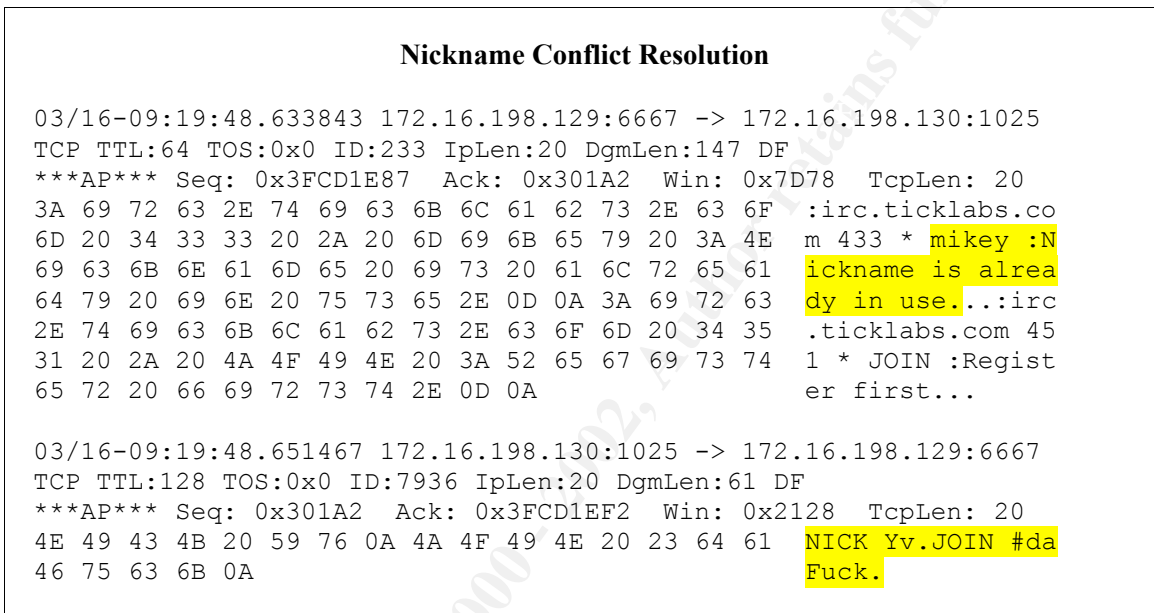 Nickname Conflict Resolution
03/16-09:19:48.633843 172.16.198.129:6667 -> 172.16.198.130:1025
TCP TTL:64 TOS:0x0 ID:233 IpLen:20 DgmLen:147 DF
***AP*** Seq: 0x3FCD1E87 Ack: 0x301A2 Win: 0x7D78 TcpLen: 20
3A 69 72 63 2E 74 69 63 6B 6C 61 62 73 2E 63 6F :irc.ticklabs.co
6D 20 34 33 33 20 2A 20 6D 69 6B 65 79 20 3A 4E m 433 * mikey :N
69 63 6B 6E 61 6D 65 20 69 73 20 61 6C 72 65 61 ickname is alrea
64 79 20 69 6E 20 75 73 65 2E 0D 0A 3A 69 72 63 dy in use...:irc
2E 74 69 63 6B 6C 61 62 73 2E 63 6F 6D 20 34 35 .ticklabs.com 45
31 20 2A 20 4A 4F 49 4E 20 3A 52 65 67 69 73 74 1 * JOIN :Regist
65 72 20 66 69 72 73 74 2E 0D 0A er first...
03/16-09:19:48.651467 172.16.198.130:1025 -> 172.16.198.129:6667
TCP TTL:128 TOS:0x0 ID:7936 IpLen:20 DgmLen:61 DF
***AP*** Seq: 0x301A2 Ack: 0x3FCD1EF2 Win: 0x2128 TcpLen: 20
4E 49 43 4B 20 59 76 0A 4A 4F 49 4E 20 23 64 61 NICK Yv.JOIN #da
46 75 63 6B 0A Fuck.
000 - 2002, Author retains ful